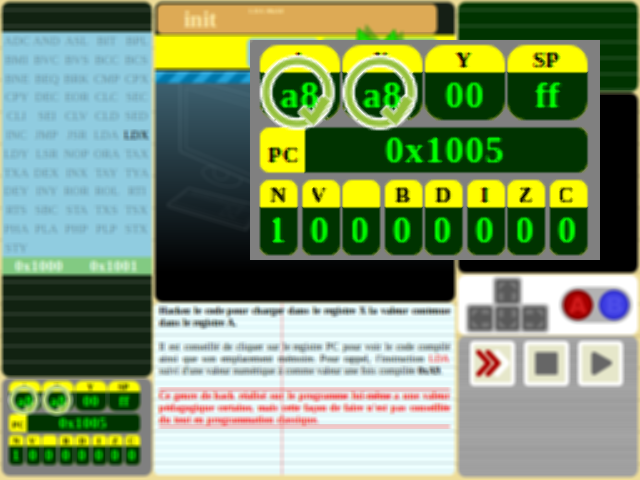 init
ADC AND ASL BIT BPL
BMI BVC BVS BCC BCS
BNE BEQ BRK CMP CPX
CPY DEC EOR CLC SEC
CLI SEI CLV CLD SED
INC JMP JSR LDA LDX
LDY LSR NOP ORA TAX
TXA DEX INX TAY TYA
DEY INY ROR ROL RTI
RTS SBC STA TXS TSX
PHA PLA PHP PLP STX
STY
0x1000 0x1001
Y SP
a8 a8 00 ff
PC 0x1005
N V B D I Z C
1 0 0 0 0 0 0 0
Hackez le code pour charger dans le registre X la valeur contenue
dans le registre A.
Il est conseillé de cliquer sur le registre PC pour voir le code compilé
ainsi que son emplacement mémoire. Pour rappel, l'instruction LDA
suivi d'une valeur numérique à comme valeur une fois compilée
Ce genre de hack réalisé sur le programme lui-même a une valeur
pédagogique certaine, mais cette façon de faire n'est pas conseillée
du tout en programmation classique.
A B
Y SP
a8 a8 00 ff
PC 0x1005
N V B D I Z C
1 0 0 0 0 0 0 0